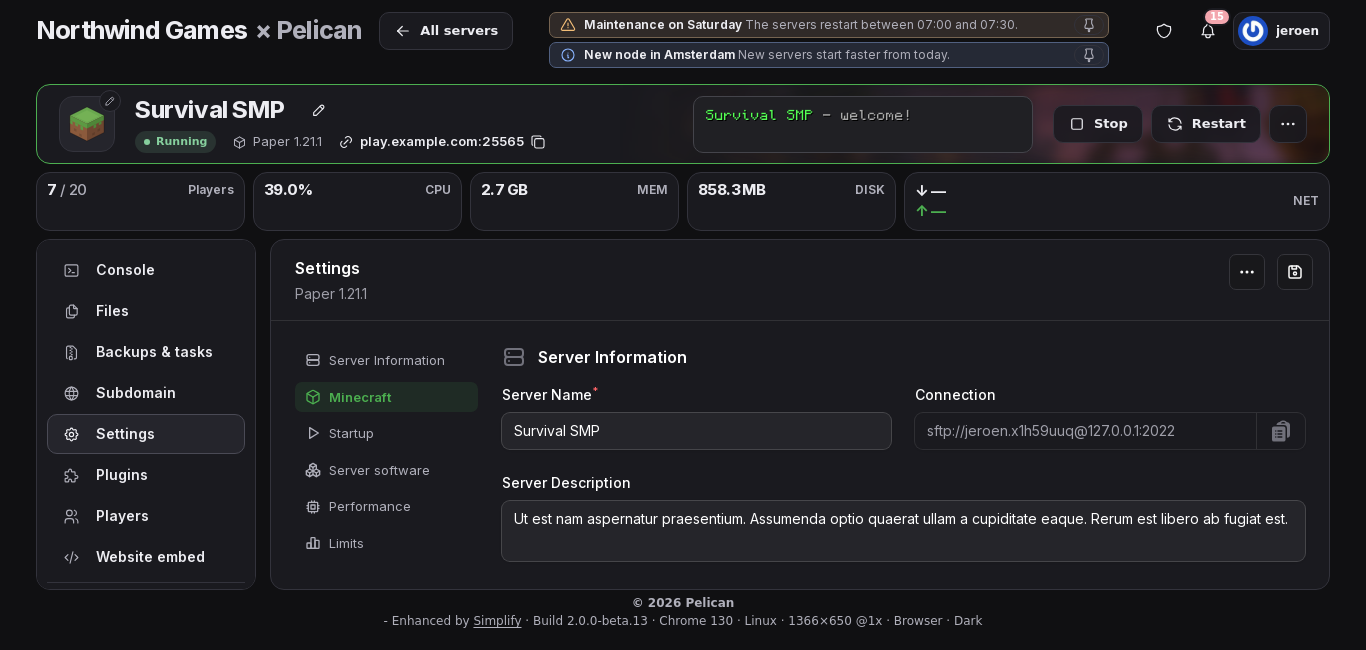 Northwind Games × Pelican
All servers
Maintenance on Saturday The servers restart between 07:00 and 07:30.
New node in Amsterdam New servers start faster from today.
15
jeroen
Survival SMP
Running
Paper 1.21.1
play.example.com:25565
Survival SMP - welcome!
Stop
Restart
7 / 20 Players
39.0% CPU
2.7 GB MEM
858.3 MB DISK
↓ —
↑ —
NET
Console
Files
Backups & tasks
Subdomain
Settings
Plugins
Players
Website embed
Settings
Paper 1.21.1
Server Information
Minecraft
Startup
Server software
Performance
Limits
Server Information
Server Name*
Survival SMP
Connection
sftp://jeroen.x1h59uuq@127.0.0.1:2022
Server Description
Ut est nam aspernatur praesentium. Assumenda optio quaerat ullam a cupiditate eaque. Rerum est libero ab fugiat est.
© 2026 Pelican
- Enhanced by Simplify · Build 2.0.0-beta.13 · Chrome 130 · Linux · 1366×650 @1x · Browser · Dark